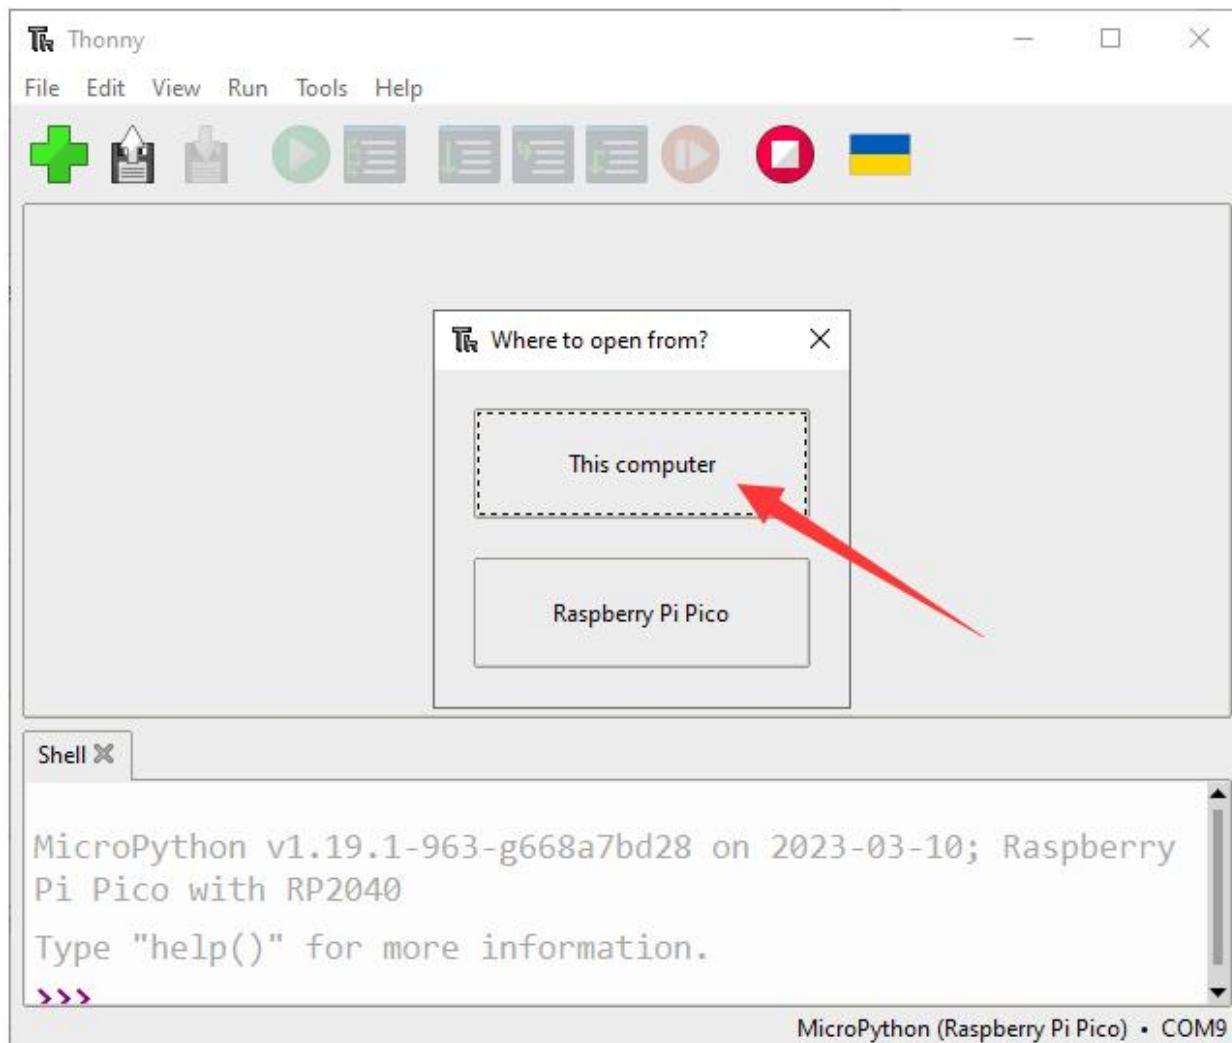 Thonny
File Edit View Run Tools Help
Where to open from?
This computer
Raspberry Pi Pico
Shell
MicroPython v1.19.1-963-g668a7bd28 on 2023-03-10; Raspberry
Pi Pico with RP2040
Type "help()" for more information.
>>>
MicroPython (Raspberry Pi Pico) • COM9